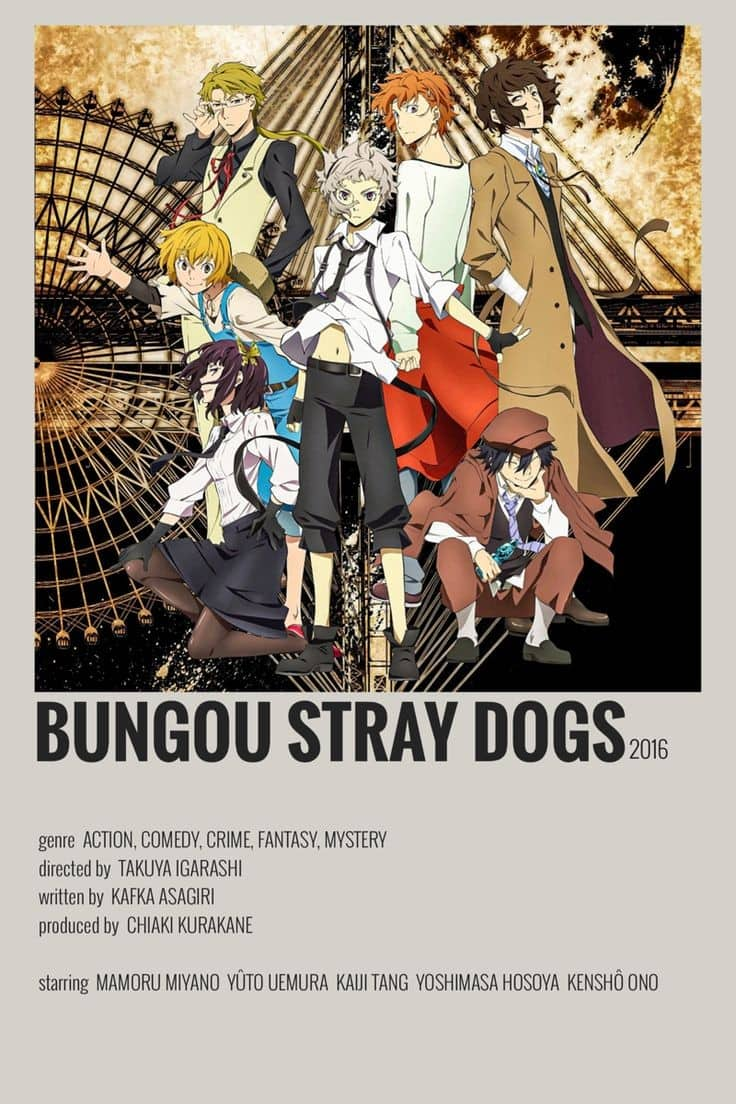 BUNGOU STRAY DOGS 2016
genre ACTION, COMEDY, CRIME, FANTASY, MYSTERY
directed by TAKUYA IGARASHI
written by KAFKA ASAGIRI
produced by CHIAKI KURAKANE
starring MAMORU MIYANO YÛTO UEMURA KAIJI TANG YOSHIMASA HOSOYA KENSHÔ ONO